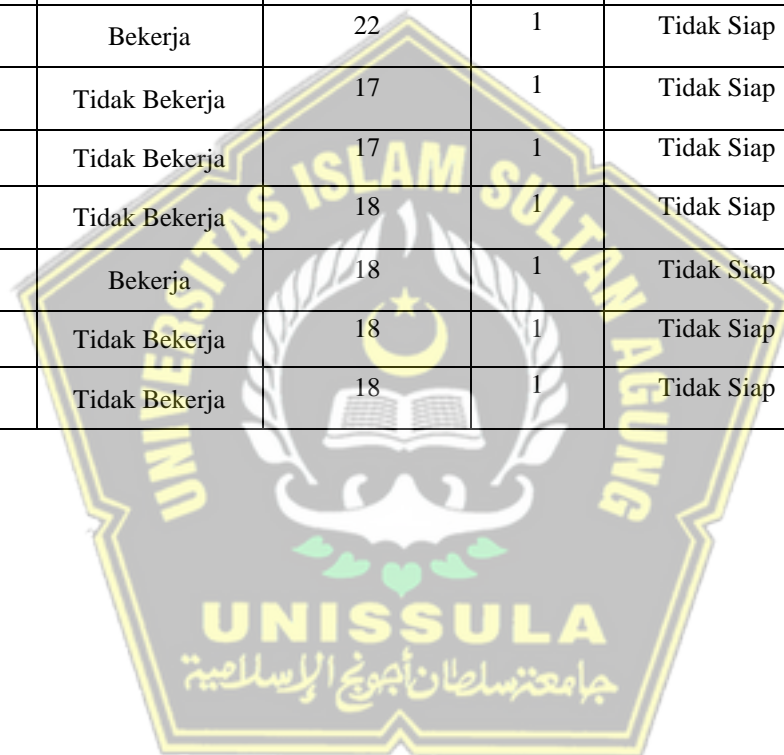 Bekerja 22 1 Tidak Siap
Tidak Bekerja 17 1 Tidak Siap
Tidak Bekerja 17 1 Tidak Siap
Tidak Bekerja 18 1 Tidak Siap
Bekerja 18 1 Tidak Siap
Tidak Bekerja 18 1 Tidak Siap
Tidak Bekerja 18 1 Tidak Siap
UNIVERSITAS ISLAM SULTAN AGUNG
UNISSULA
جامعتنسلطان أجونج الإسلامية